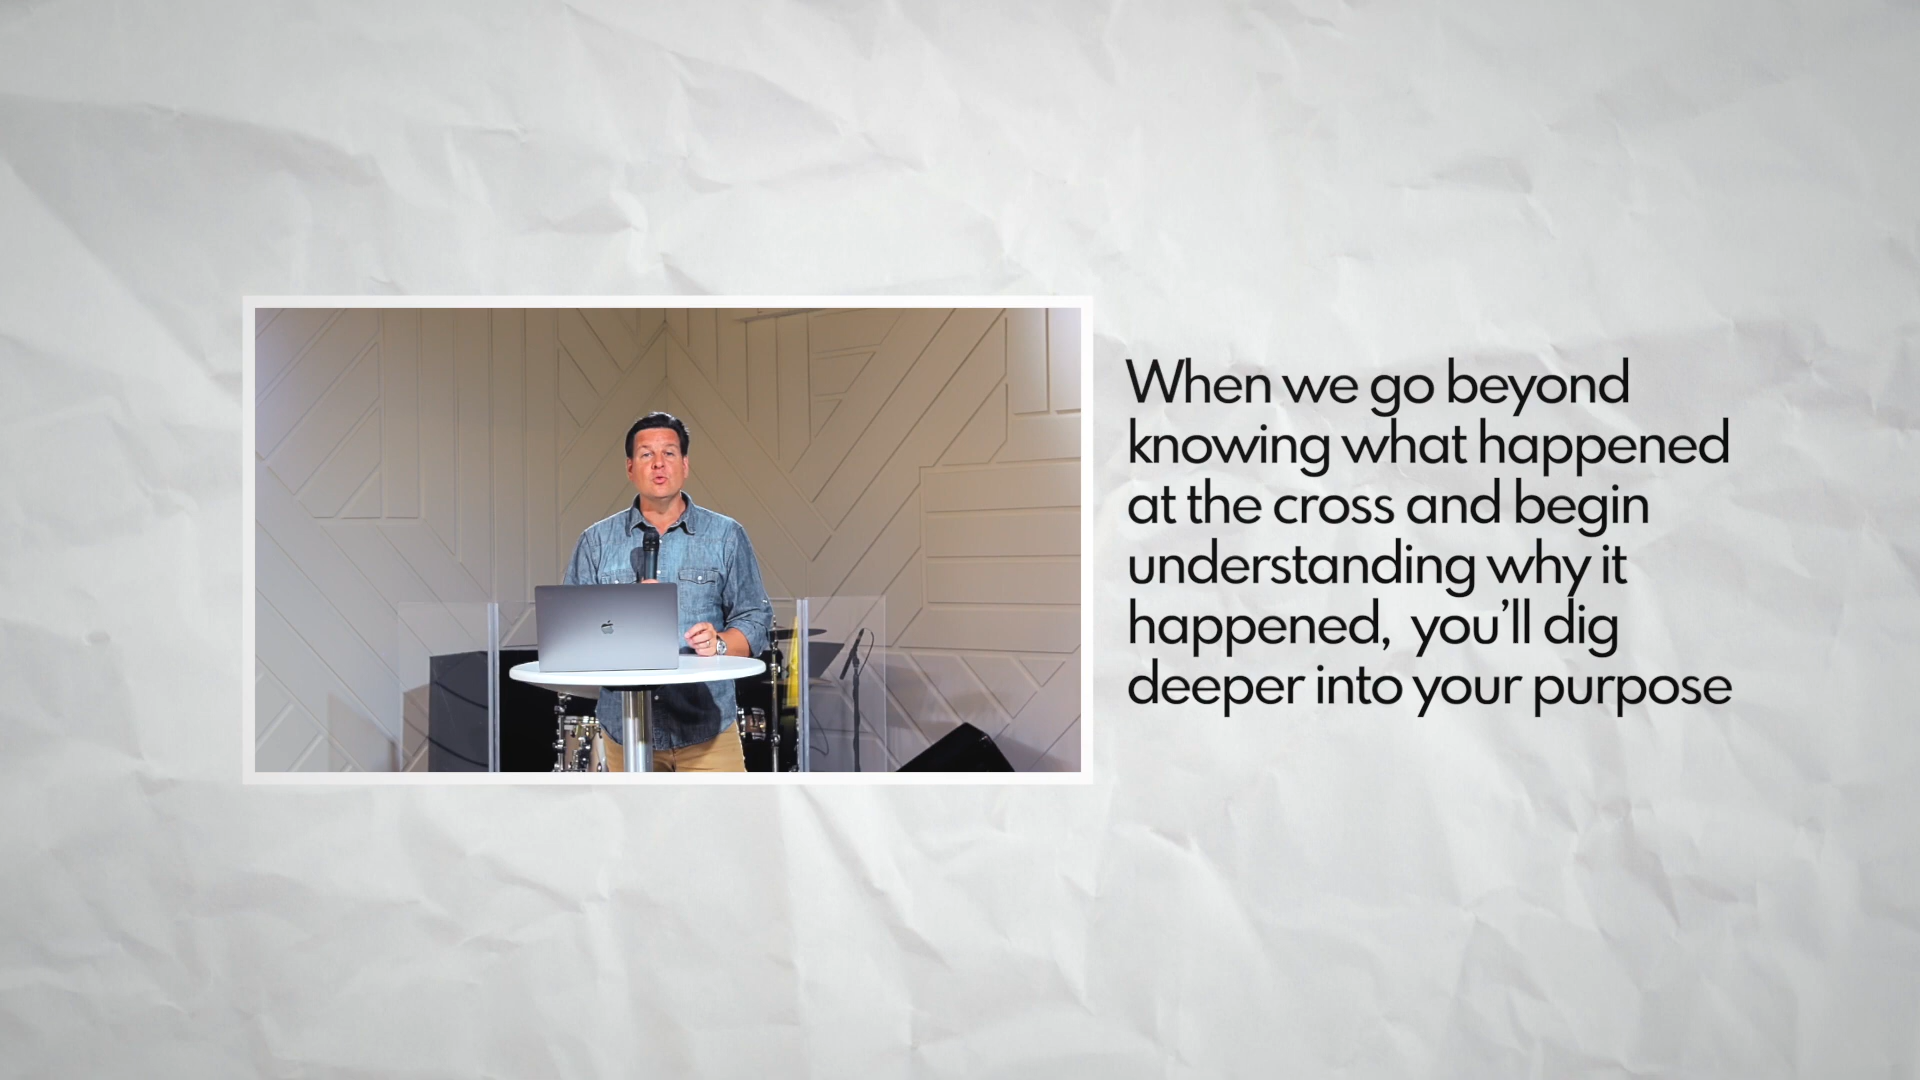 When we go beyond
knowing what happened
at the cross and begin
understanding why it
happened,  you’ll dig
deeper into your purpose